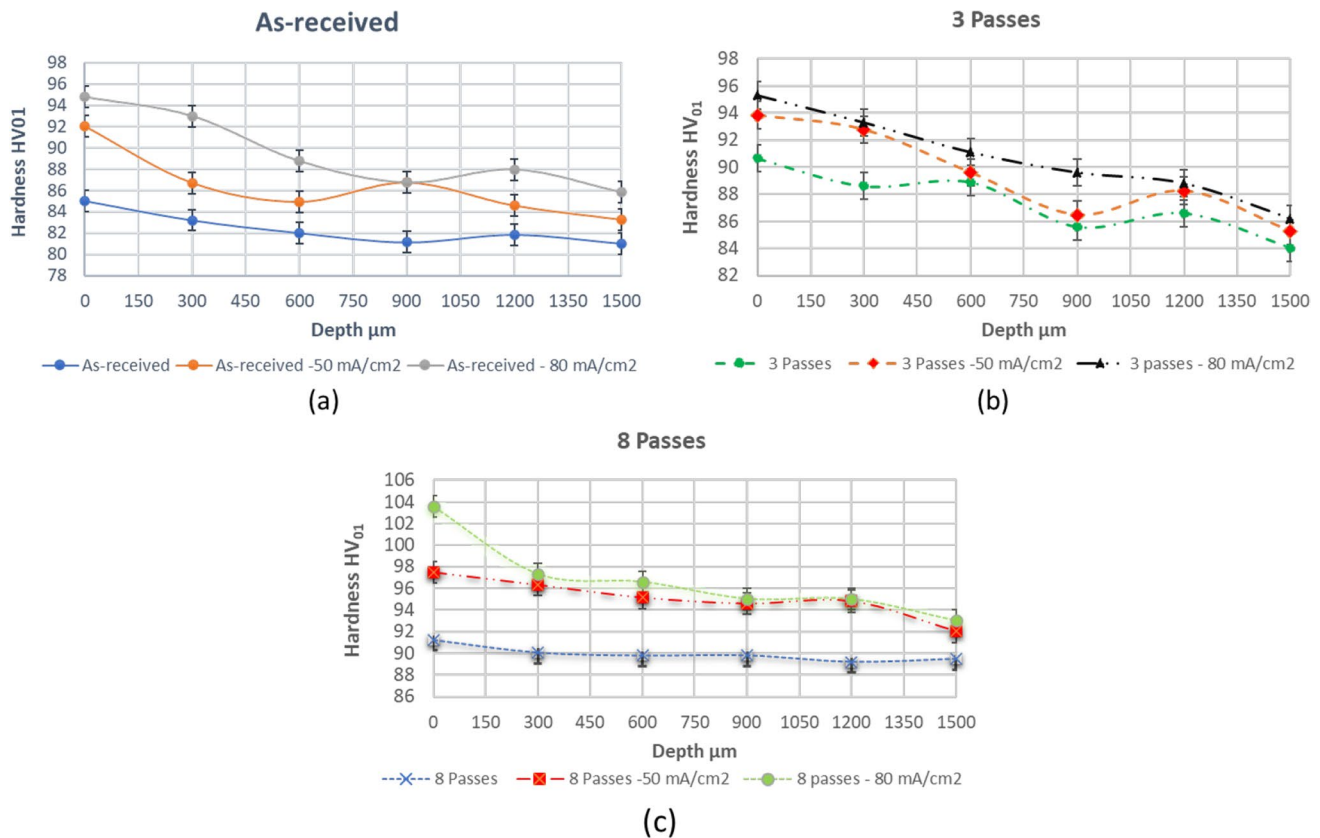 As-received
Hardness HV01
98
96
94
92
90
88
86
84
82
80
78
0 150 300 450 600 750 900 1050 1200 1350 1500
Depth µm
As-received As-received -50 mA/cm2 As-received - 80 mA/cm2
(a)
3 Passes
Hardness HV01
98
96
94
92
90
88
86
84
82
0 150 300 450 600 750 900 1050 1200 1350 1500
Depth µm
3 Passes 3 Passes -50 mA/cm2 3 passes - 80 mA/cm2
(b)
8 Passes
Hardness HV01
106
104
102
100
98
96
94
92
90
88
86
0 150 300 450 600 750 900 1050 1200 1350 1500
Depth µm
8 Passes 8 Passes -50 mA/cm2 8 passes - 80 mA/cm2
(c)